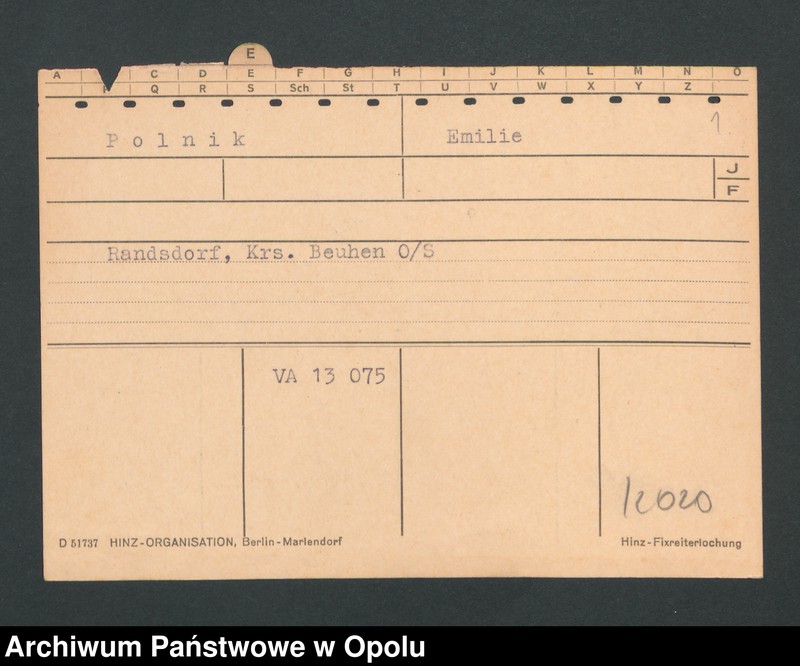 E
A C D E F G H I J K L M N O
Q R S Sch St T U V W X Y Z
1
Polnik Emilie
J
F
Randsdorf, Krs. Beuhen O/S
VA 13 075
12020
D 51737 HINZ-ORGANISATION, Berlin-Mariendorf Hinz-Fixreiterlochung
Archiwum Państwowe w Opolu